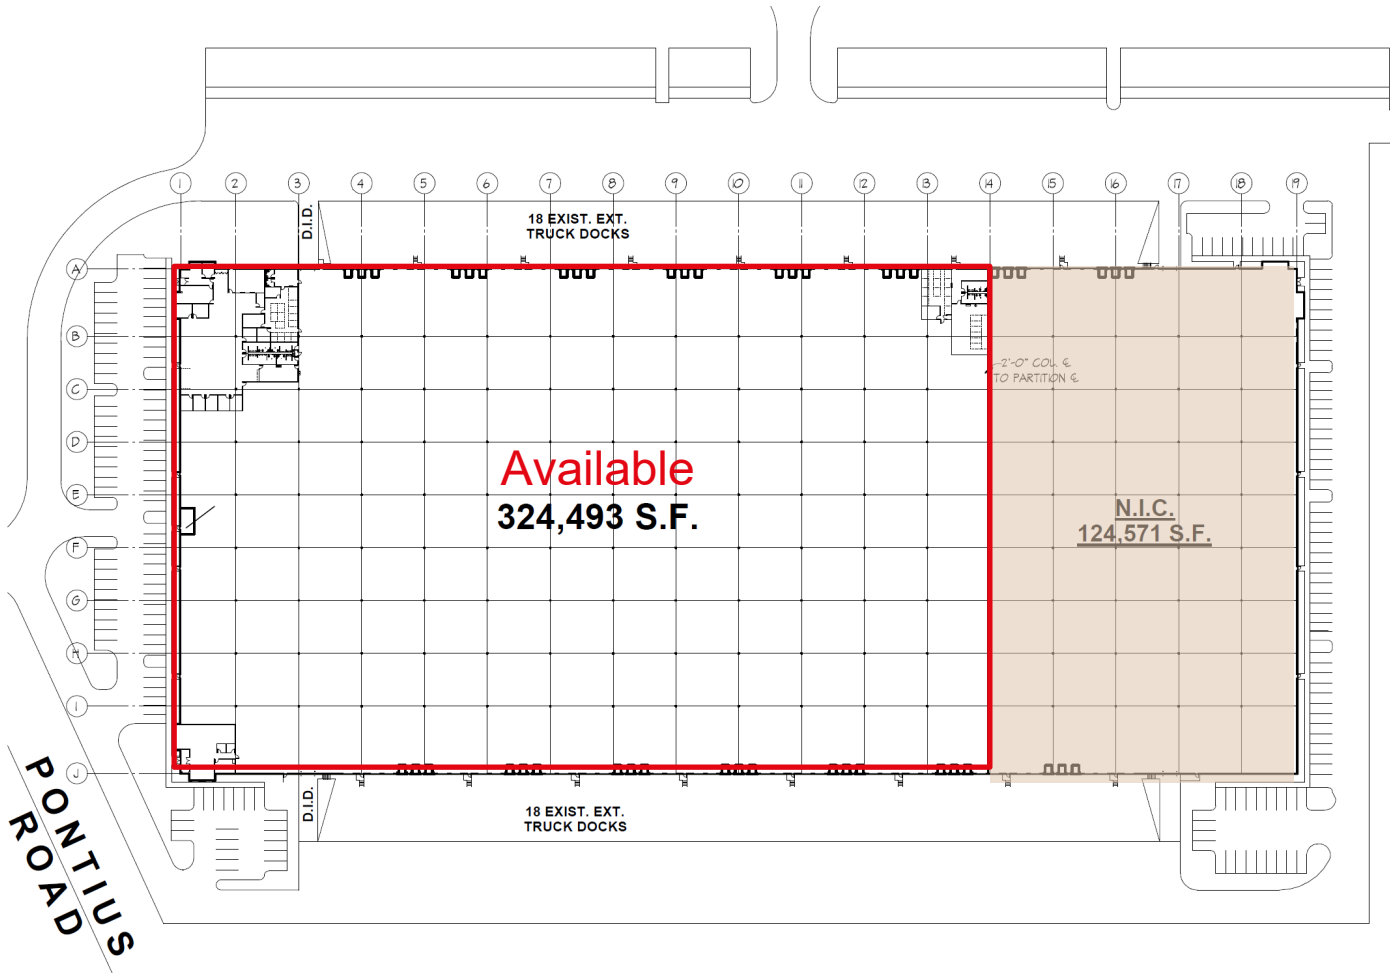 1 2 3 4 5 6 7 8 9 10 11 12 13 14 15 16 17 18 19
D.I.D.
18 EXIST. EXT.
TRUCK DOCKS
A
B
C
2'-0" COL. ℄
TO PARTITION ℄
D
Available
E
324,493 S.F.
N.I.C.
124,571 S.F.
F
G
H
I
J
D.I.D.
18 EXIST. EXT.
TRUCK DOCKS
PONTIUS
ROAD